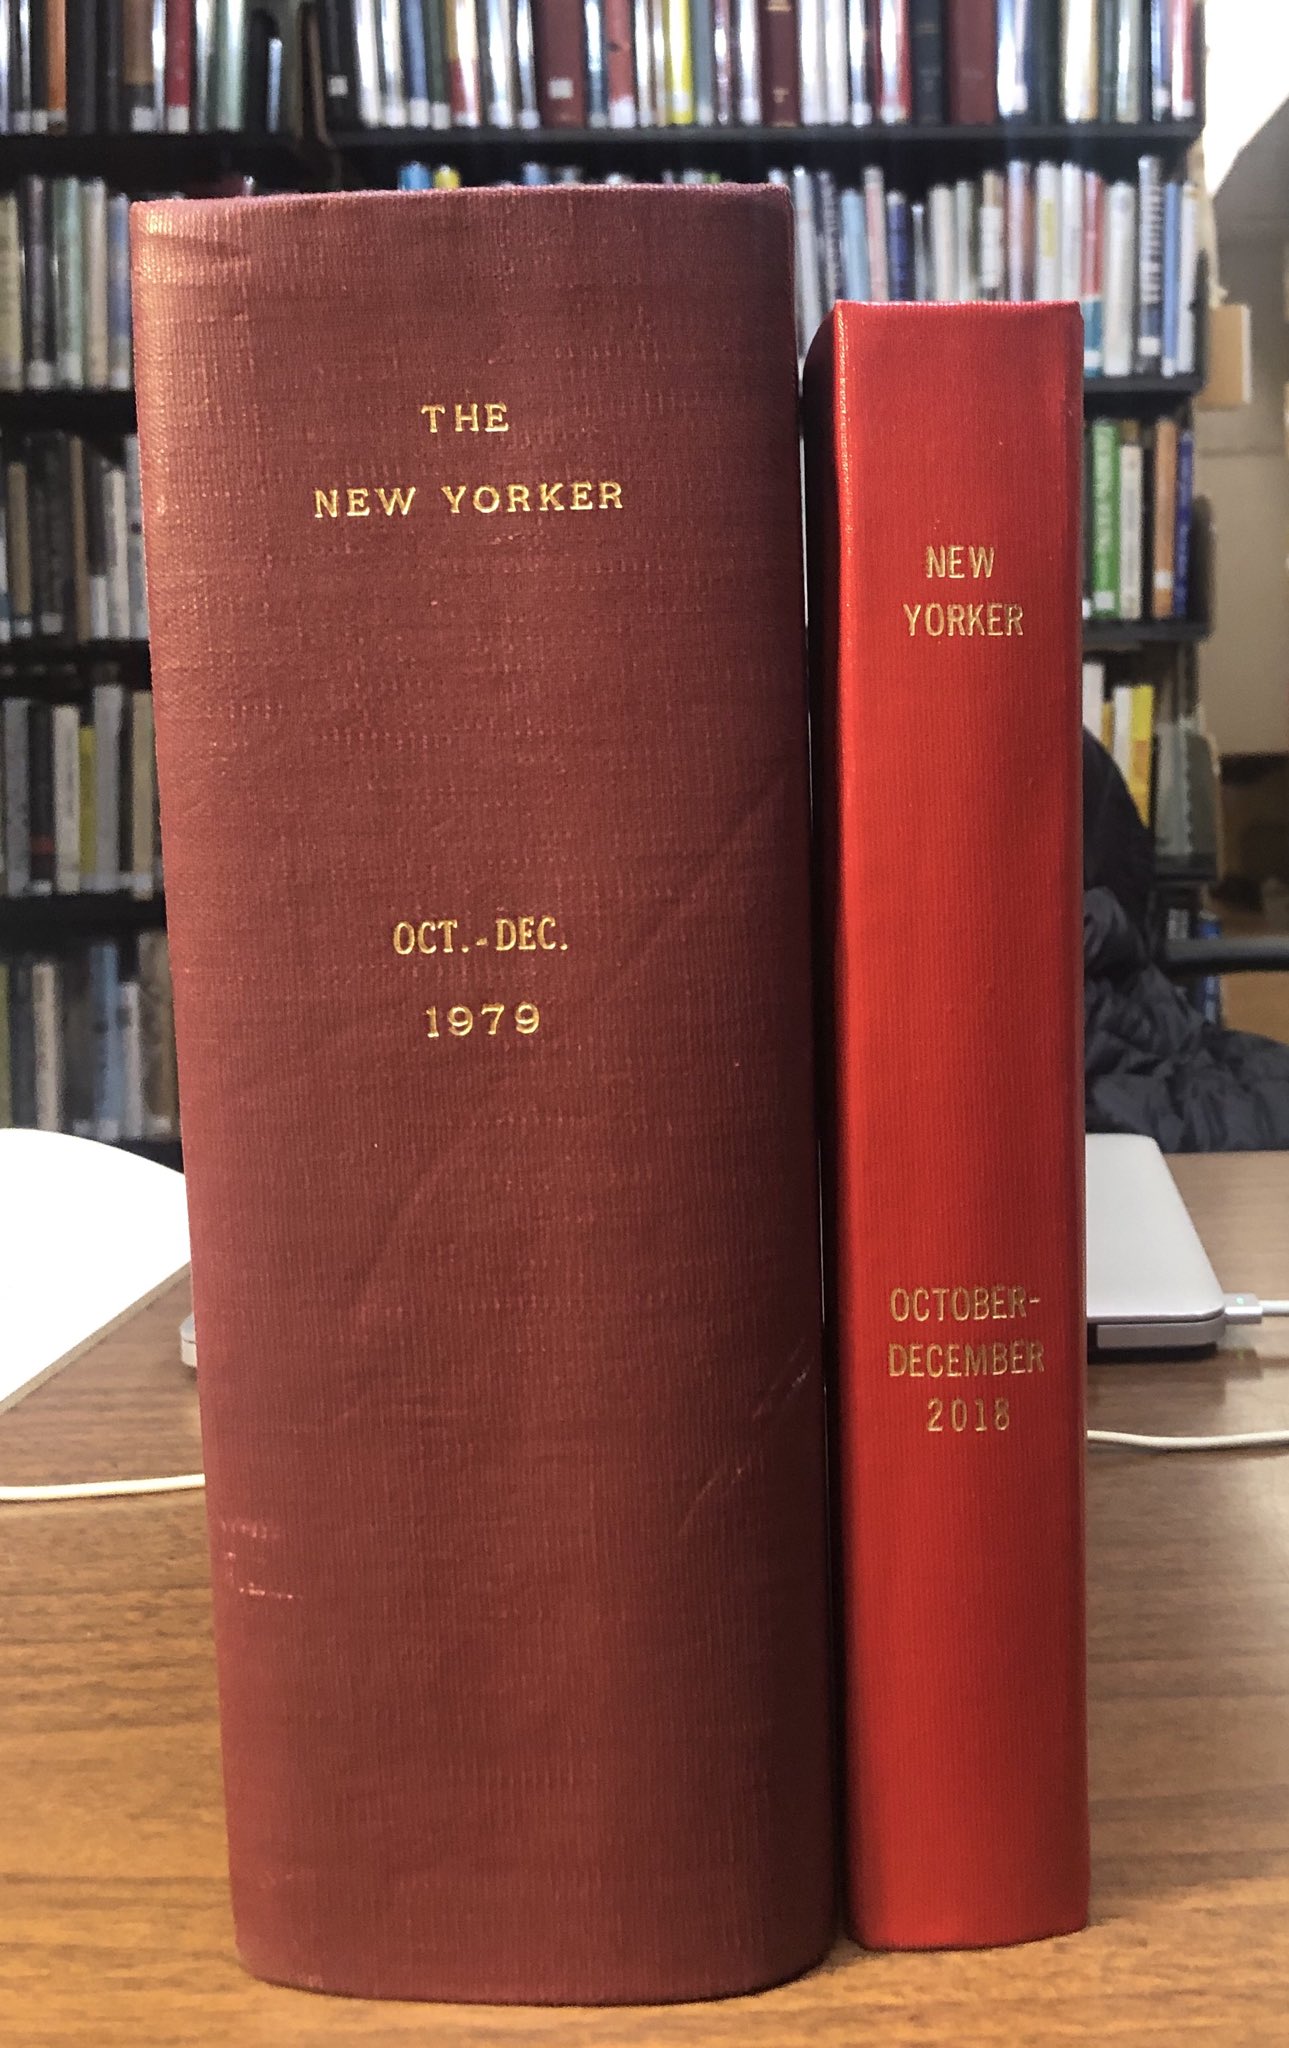 THE
NEW YORKER
OCT.-DEC.
1979
NEW
YORKER
OCTOBER-
DECEMBER
2018